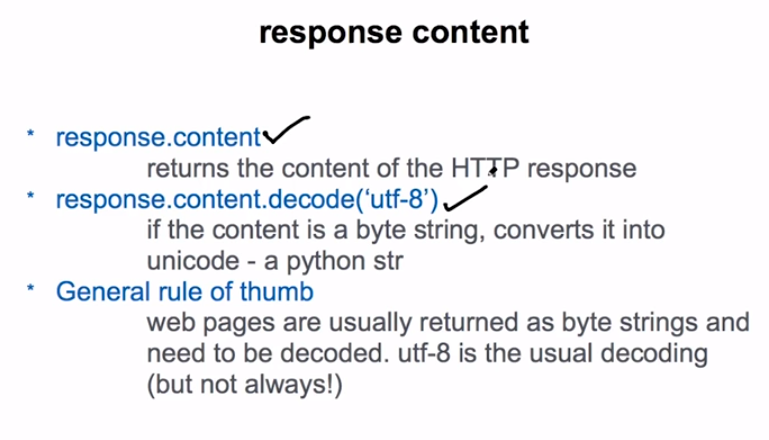 response content
* response.content
returns the content of the HTTP response
* response.content.decode(‘utf-8’)
if the content is a byte string, converts it into
unicode - a python str
* General rule of thumb
web pages are usually returned as byte strings and
need to be decoded. utf-8 is the usual decoding
(but not always!)